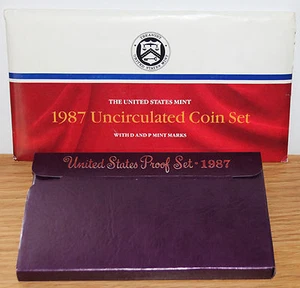 THE UNITED STATES MINT
1987 Uncirculated Coin Set
WITH D AND P MINT MARKS
United States Proof Set - 1987